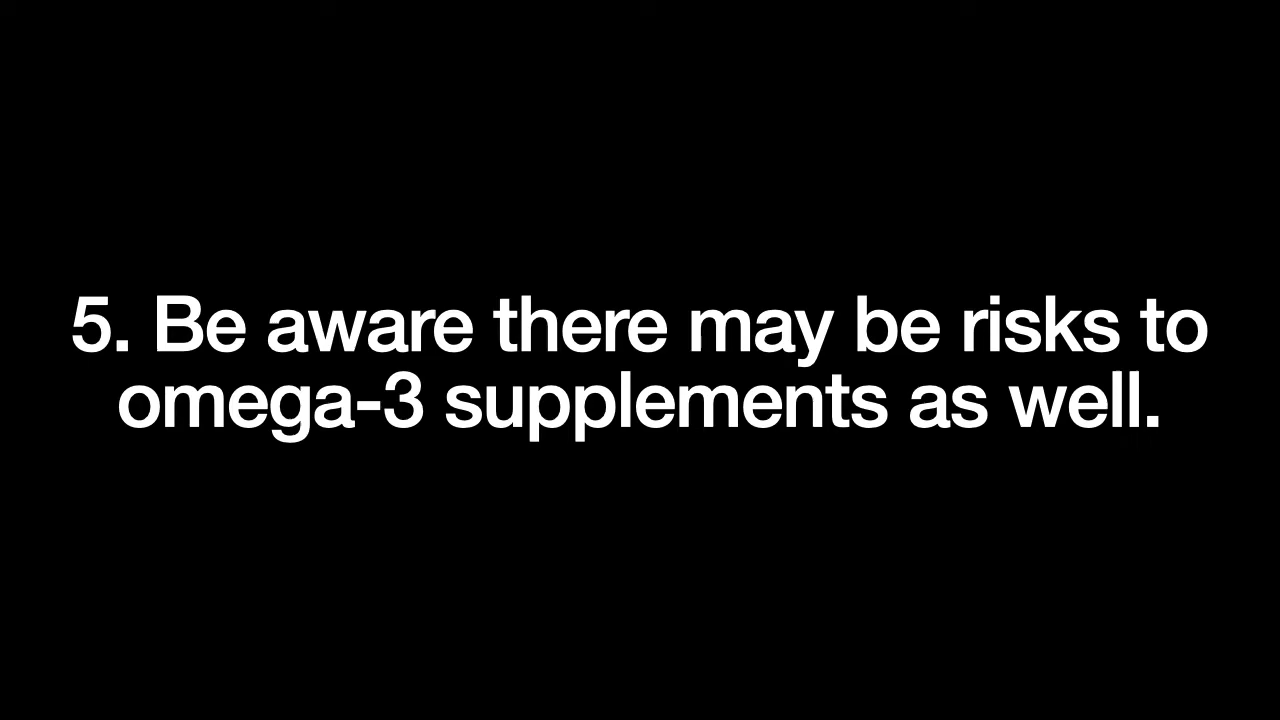 5. Be aware there may be risks to
omega-3 supplements as well.